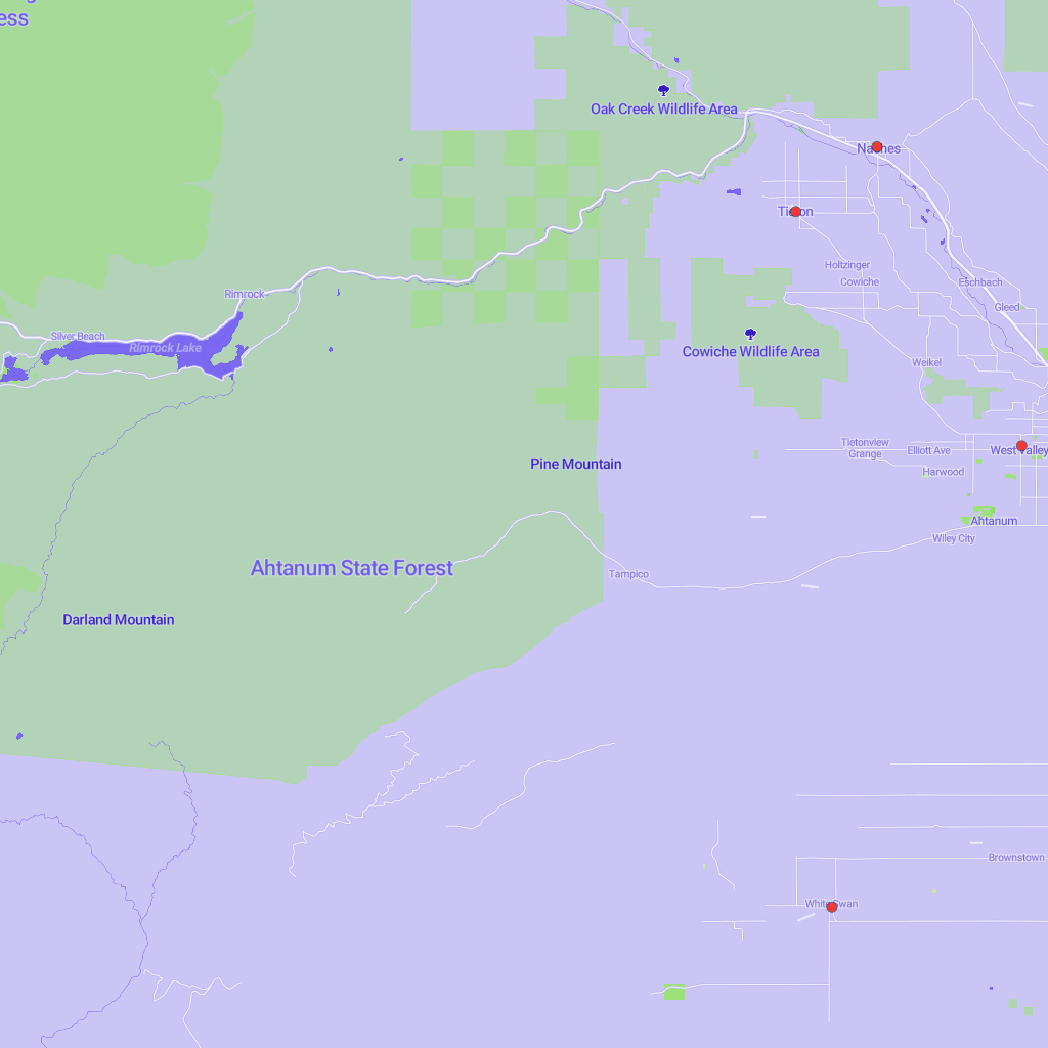 ess
Oak Creek Wildlife Area
Naches
Tieton
Holtzinger
Cowiche
Eschbach
Rimrock
Gleed
Silver Beach
Rimrock Lake
Cowiche Wildlife Area
Weikel
Tietonview
Grange
Elliott Ave
West Valley
Pine Mountain
Harwood
Ahtanum
Wiley City
Ahtanum State Forest
Tampico
Darland Mountain
Brownstown
White Swan